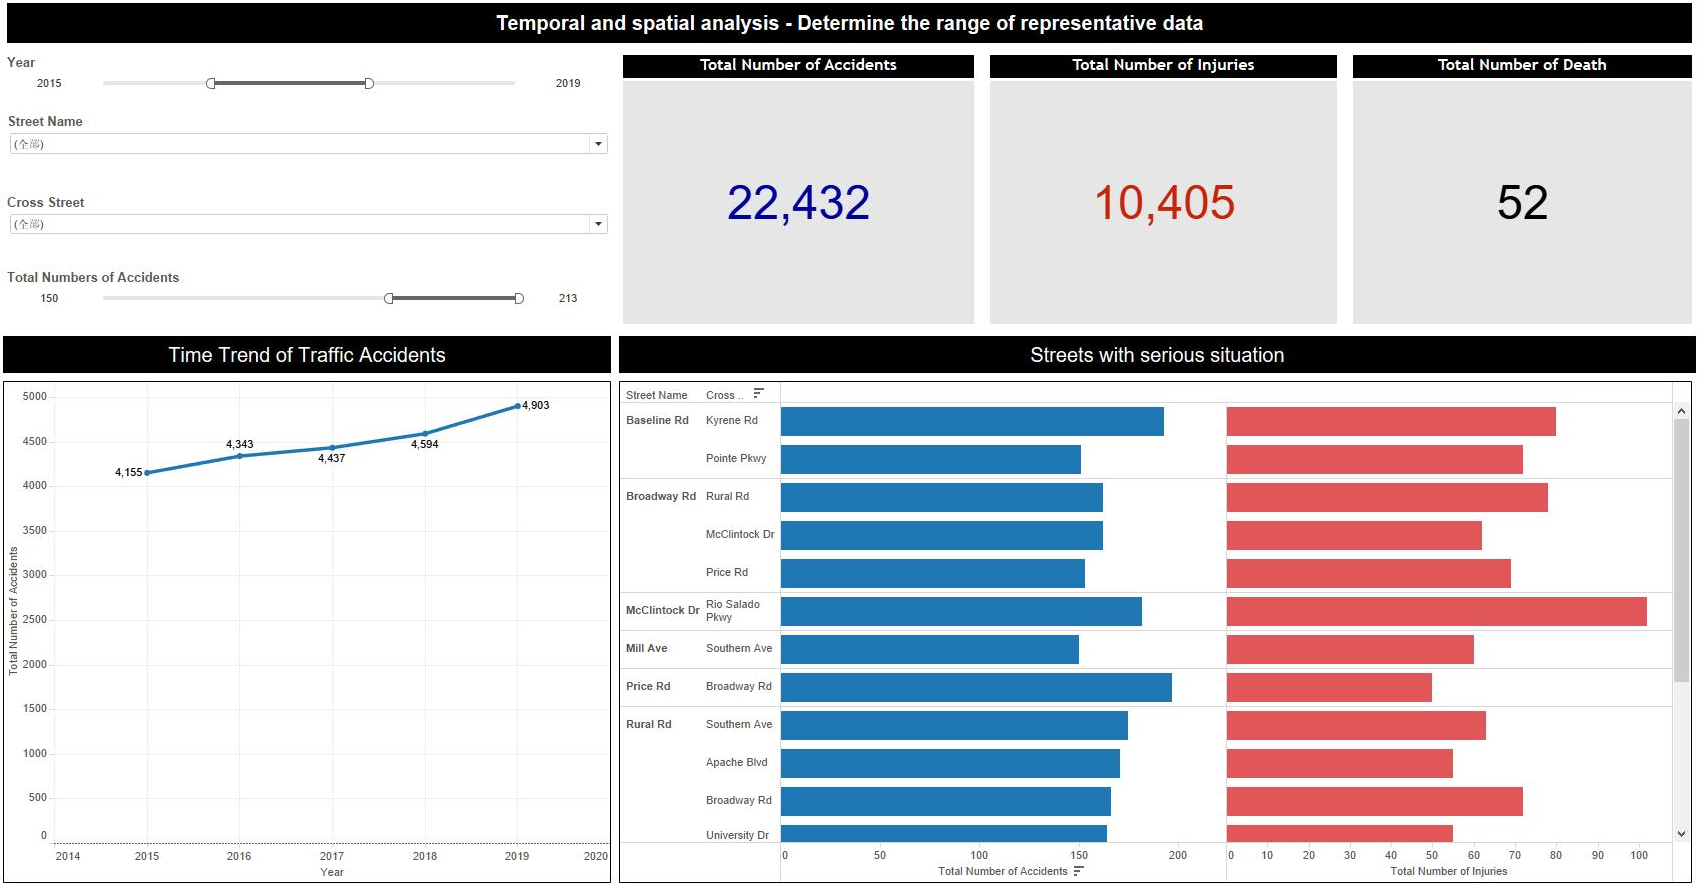 Temporal and spatial analysis - Determine the range of representative data
Year
2015
2019
Street Name
(全部)
Cross Street
(全部)
Total Numbers of Accidents
150
213
Total Number of Accidents
22,432
Total Number of Injuries
10,405
Total Number of Death
52
Time Trend of Traffic Accidents
Total Number of Accidents
5000
4500
4000
3500
3000
2500
2000
1500
1000
500
0
4,155
4,343
4,437
4,594
4,903
2014 2015 2016 2017 2018 2019 2020
Year
Streets with serious situation
Street Name Cross ..
Baseline Rd Kyrene Rd
Pointe Pkwy
Broadway Rd Rural Rd
McClintock Dr
Price Rd
McClintock Dr Rio Salado
Pkwy
Mill Ave Southern Ave
Price Rd Broadway Rd
Rural Rd Southern Ave
Apache Blvd
Broadway Rd
University Dr
0 50 100 150 200
Total Number of Accidents
0 10 20 30 40 50 60 70 80 90 100
Total Number of Injuries